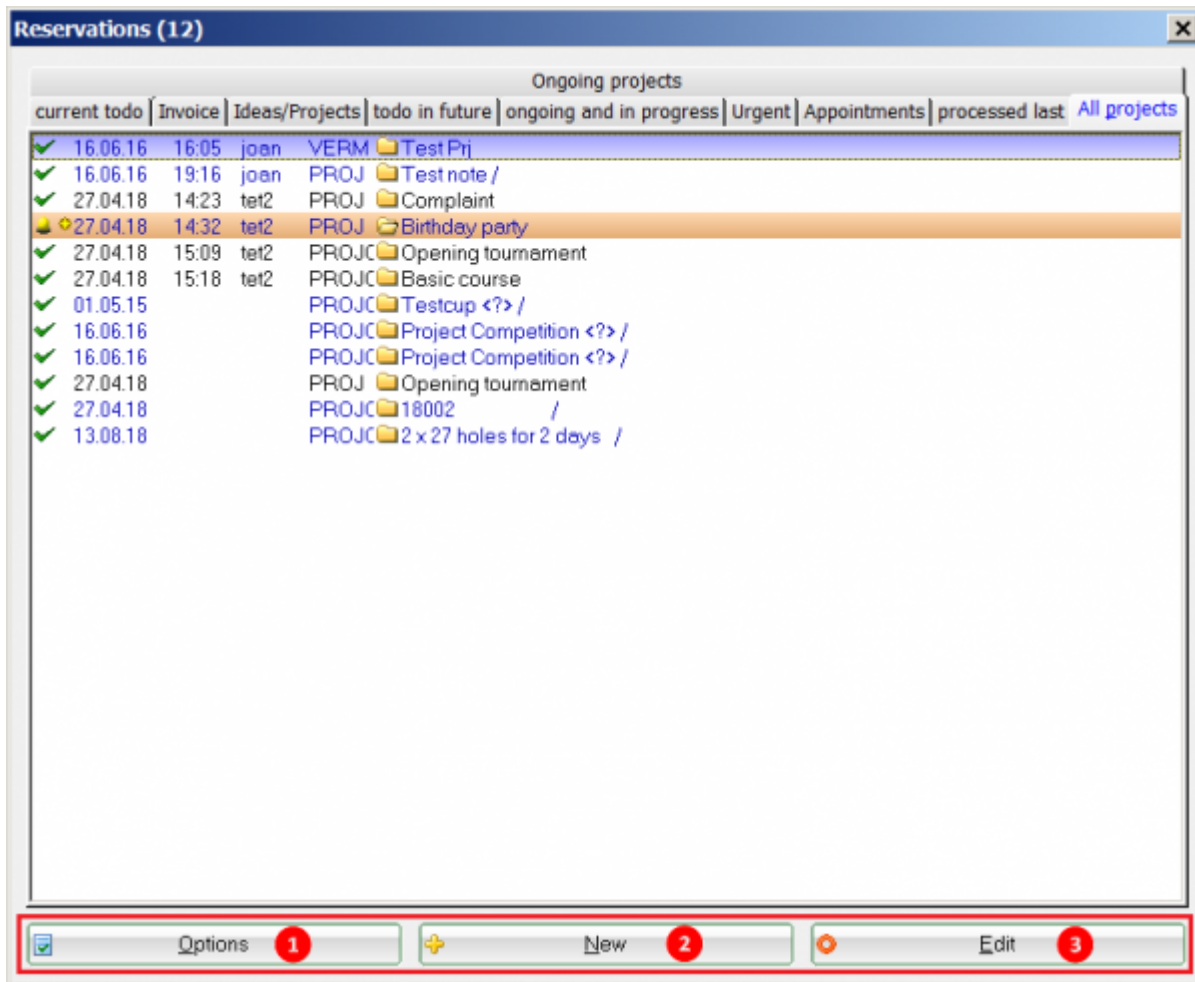 Reservations (12)
Ongoing projects
current todo Invoice Ideas/Projects todo in future ongoing and in progress Urgent Appointments processed last All projects
16.06.16 16:05 joan VERM Test Prj
16.06.16 19:16 joan PROJ Test note /
27.04.18 14:23 tet2 PROJ Complaint
27.04.18 14:32 tet2 PROJ Birthday party
27.04.18 15:09 tet2 PROJC Opening tournament
27.04.18 15:18 tet2 PROJC Basic course
01.05.15 PROJC Testcup <?> /
16.06.16 PROJC Project Competition <?> /
16.06.16 PROJC Project Competition <?> /
27.04.18 PROJ Opening tournament
27.04.18 PROJC 18002 /
13.08.18 PROJC 2 x 27 holes for 2 days /
Options 1 New 2 Edit 3